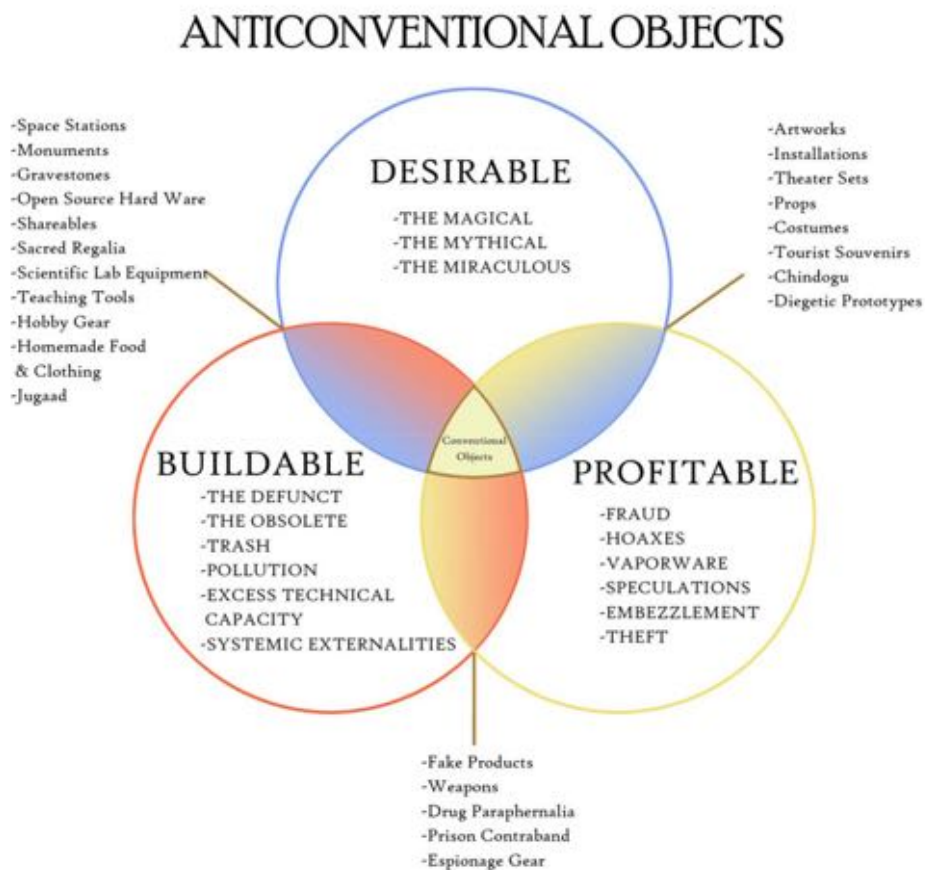 ANTICONVENTIONAL OBJECTS
-Space Stations
-Monuments
-Gravestones
-Open Source Hard Ware
-Shareables
-Sacred Regalia
-Scientific Lab Equipment
-Teaching Tools
-Hobby Gear
-Homemade Food
& Clothing
-Jugaad
DESIRABLE
-THE MAGICAL
-THE MYTHICAL
-THE MIRACULOUS
-Artworks
-Installations
-Theater Sets
-Props
-Costumes
-Tourist Souvenirs
-Chindogu
-Diegetic Prototypes
Conventional
Objects
BUILDABLE
-THE DEFUNCT
-THE OBSOLETE
-TRASH
-POLLUTION
-EXCESS TECHNICAL
CAPACITY
-SYSTEMIC EXTERNALITIES
PROFITABLE
-FRAUD
-HOAXES
-VAPORWARE
-SPECULATIONS
-EMBEZZLEMENT
-THEFT
-Fake Products
-Weapons
-Drug Paraphernalia
-Prison Contraband
-Espionage Gear